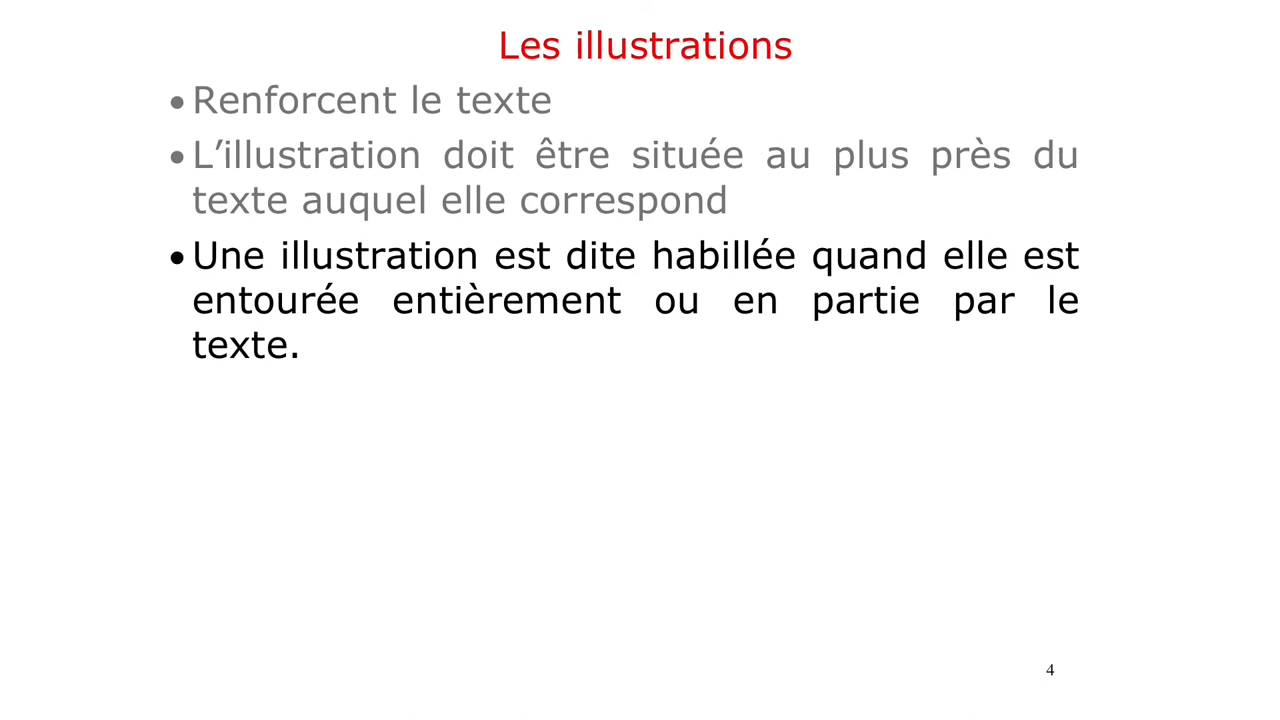 Les illustrations
• Renforcent le texte
• L’illustration doit être située au plus près du
texte auquel elle correspond
• Une illustration est dite habillée quand elle est
entourée entièrement ou en partie par le
texte.
4